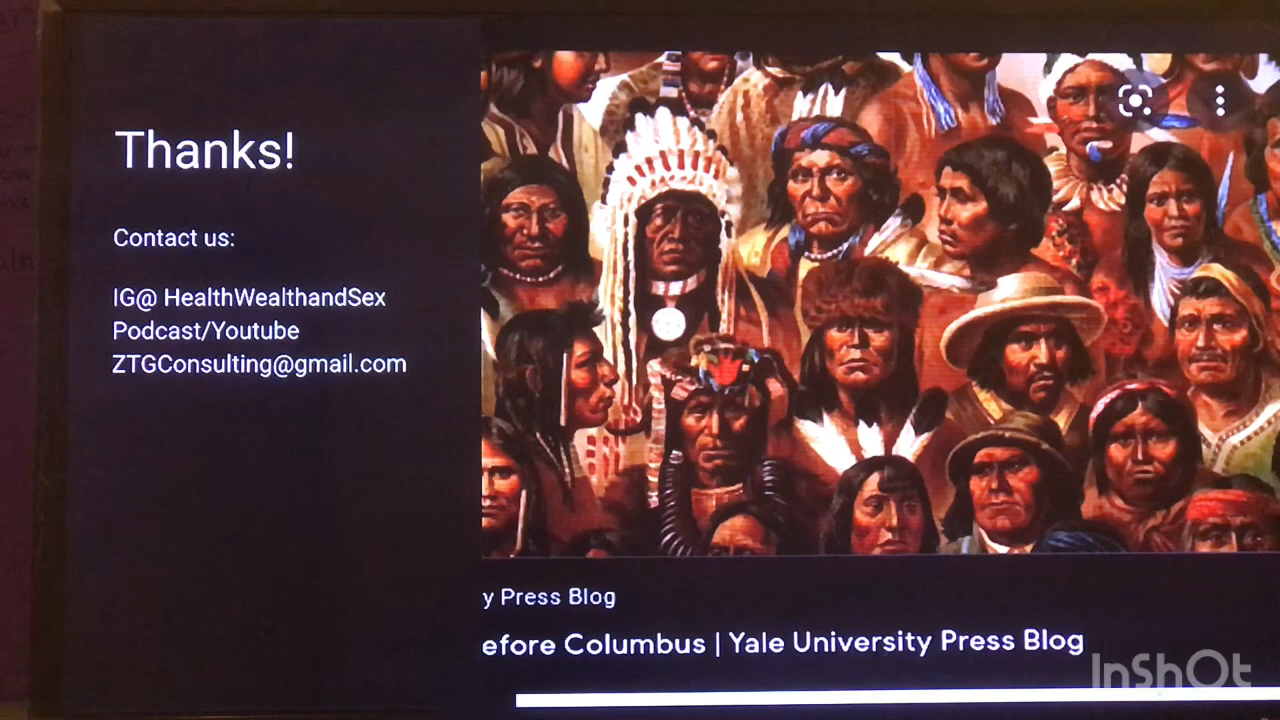 Thanks!
Contact us:
IG@ HealthWealthandSex
Podcast/Youtube
ZTGConsulting@gmail.com
y Press Blog
efore Columbus | Yale University Press Blog
InShOt